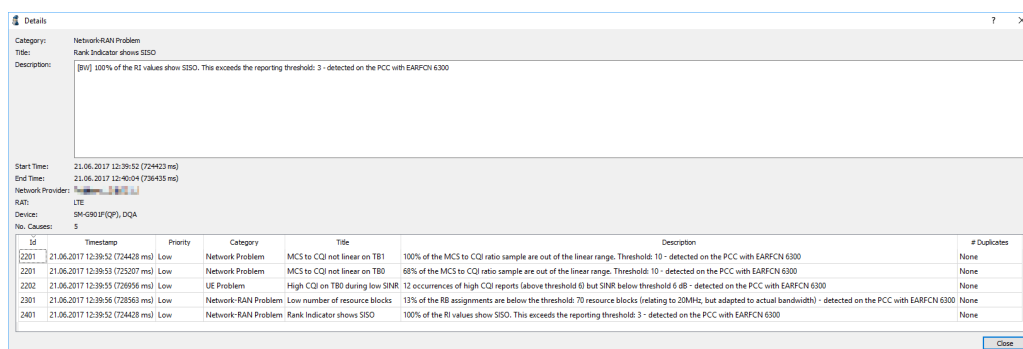 Details ? X
Category: Network-RAN Problem
Title: Rank Indicator shows SISO
Description: [BW] 100% of the RI values show SISO. This exceeds the reporting threshold: 3 - detected on the PCC with EARFCN 6300
Start Time: 21.06.2017 12:39:52 (724423 ms)
End Time: 21.06.2017 12:40:04 (736435 ms)
Network Provider:
RAT: LTE
Device: SM-G901F(QP), DQA
No. Causes: 5
Id Timestamp Priority Category Title Description # Duplicates
2201 21.06.2017 12:39:52 (724428 ms) Low Network Problem MCS to CQI not linear on TB1 100% of the MCS to CQI ratio sample are out of the linear range. Threshold: 10 - detected on the PCC with EARFCN 6300 None
2201 21.06.2017 12:39:53 (725207 ms) Low Network Problem MCS to CQI not linear on TB0 68% of the MCS to CQI ratio sample are out of the linear range. Threshold: 10 - detected on the PCC with EARFCN 6300 None
2202 21.06.2017 12:39:55 (726956 ms) Low UE Problem High CQI on TB0 during low SINR 12 occurrences of high CQI reports (above threshold 6) but SINR below threshold 6 dB - detected on the PCC with EARFCN 6300 None
2301 21.06.2017 12:39:56 (728563 ms) Low Network-RAN Problem Low number of resource blocks 13% of the RB assignments are below the threshold: 70 resource blocks (relating to 20MHz, but adapted to actual bandwidth) - detected on the PCC with EARFCN 6300 None
2401 21.06.2017 12:39:52 (724428 ms) Low Network-RAN Problem Rank Indicator shows SISO 100% of the RI values show SISO. This exceeds the reporting threshold: 3 - detected on the PCC with EARFCN 6300 None
Close